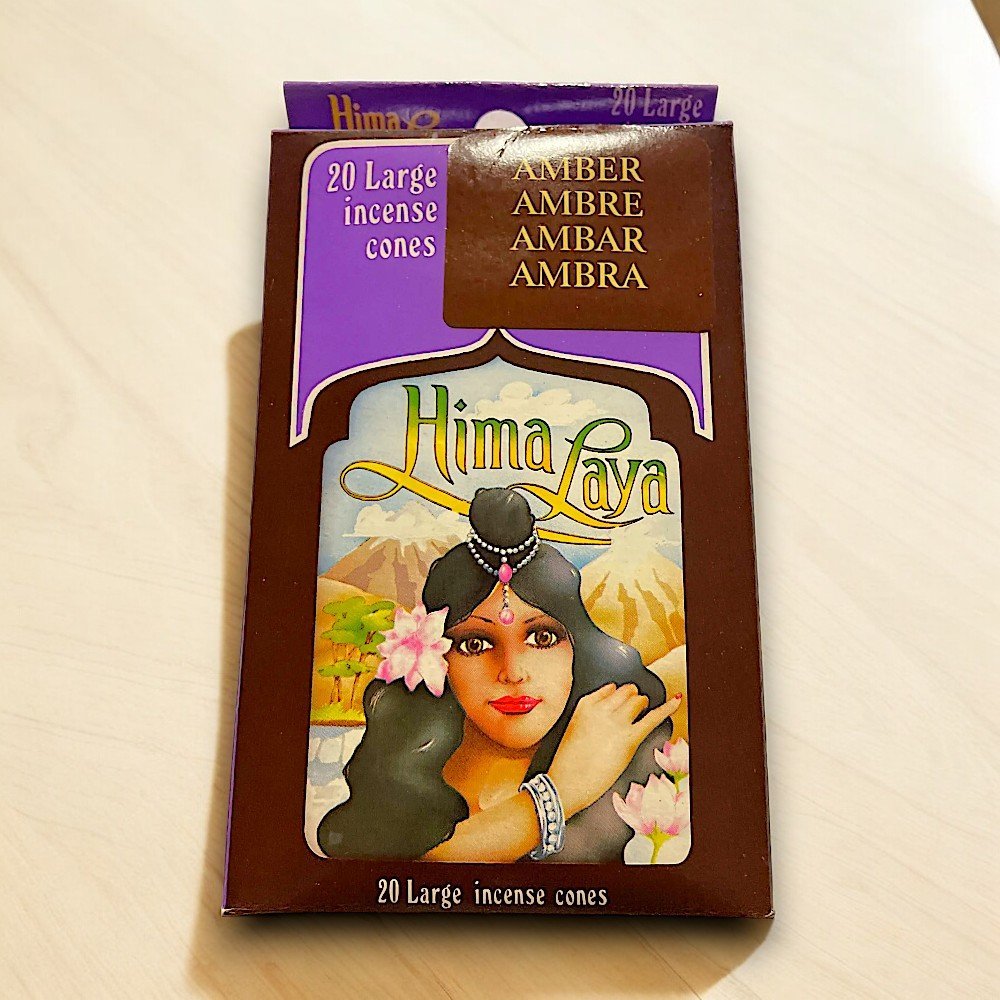 Hima
20 Large
20 Large
incense
cones
AMBER
AMBRE
AMBAR
AMBRA
Hima Laya
20 Large incense cones